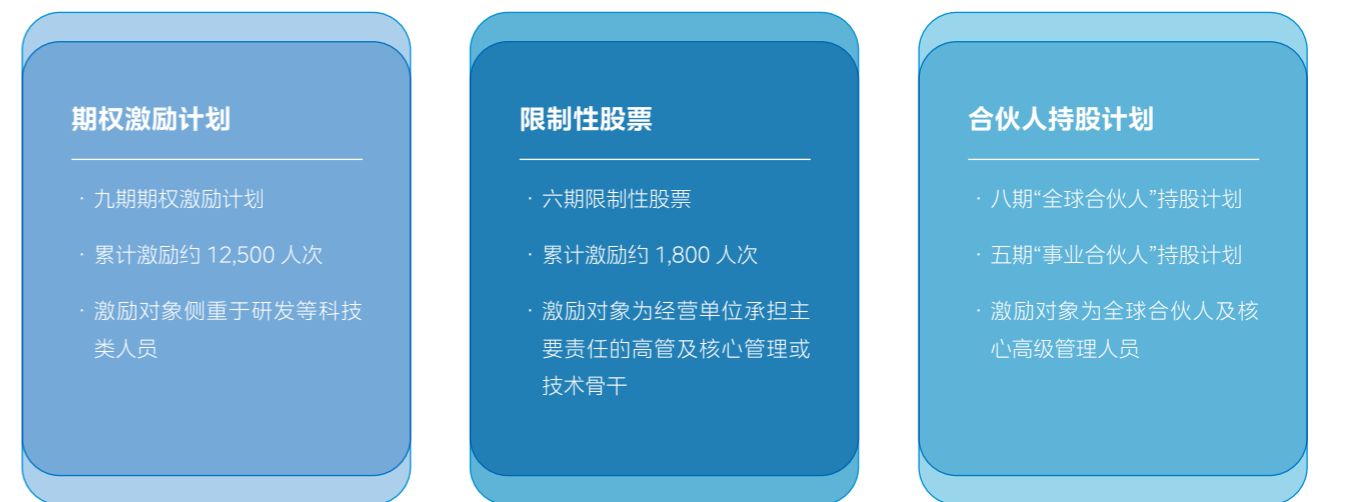 期权激励计划
· 九期期权激励计划
· 累计激励约 12,500 人次
· 激励对象侧重于研发等科技
类人员
限制性股票
· 六期限制性股票
· 累计激励约 1,800 人次
· 激励对象为经营单位承担主
要责任的高管及核心管理或
技术骨干
合伙人持股计划
· 八期“全球合伙人”持股计划
· 五期“事业合伙人”持股计划
· 激励对象为全球合伙人及核
心高级管理人员